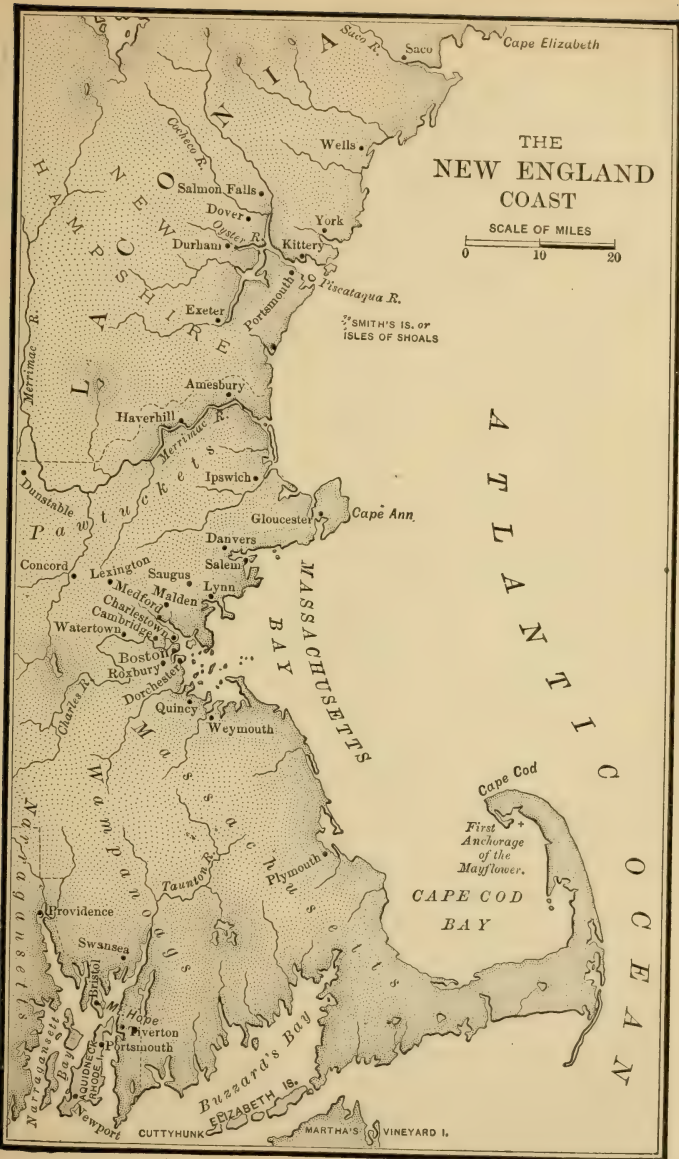 Saco R.
Saco
Cape Elizabeth
LACONIA
Wells
THE
NEW ENGLAND
COAST
SCALE OF MILES
0 10 20
Cocheco R.
NEW
HAMPSHIRE
Salmon Falls
Dover
York
Oyster R.
Durham
Kittery
Piscataqua R.
Portsmouth
Exeter
SMITH'S IS. or
ISLES OF SHOALS
Merrimac R.
Amesbury
Haverhill
Merrimac R.
Dunstable
Pawtuckets
Ipswich
Gloucester
Cape Ann
Danvers
Concord
Lexington
Saugus
Salem
Medford
Malden
Lynn
Charlestown
Cambridge
Watertown
Boston
Roxbury
Dorchester
Charles R.
Quincy
Weymouth
MASSACHUSETTS
BAY
ATLANTIC OCEAN
Massachusetts
Wampanoags
Narragansetts
Cape Cod
First
Anchorage
of the
Mayflower.
CAPE COD
BAY
Plymouth
Taunton R.
Providence
Swansea
Bristol
Mt. Hope
Tiverton
Portsmouth
Narragansett
Bay
AQUIDNECK
RHODE I.
Newport
Buzzard's Bay
ELIZABETH IS.
CUTTYHUNK
MARTHA'S VINEYARD I.